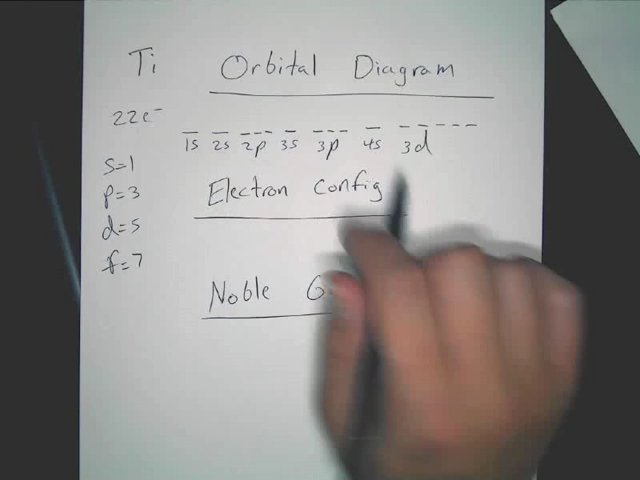 Ti Orbital Diagram
22e⁻
1s 2s 2p 3s 3p 4s 3d
s=1
p=3
d=5
f=7
Electron Config
Noble